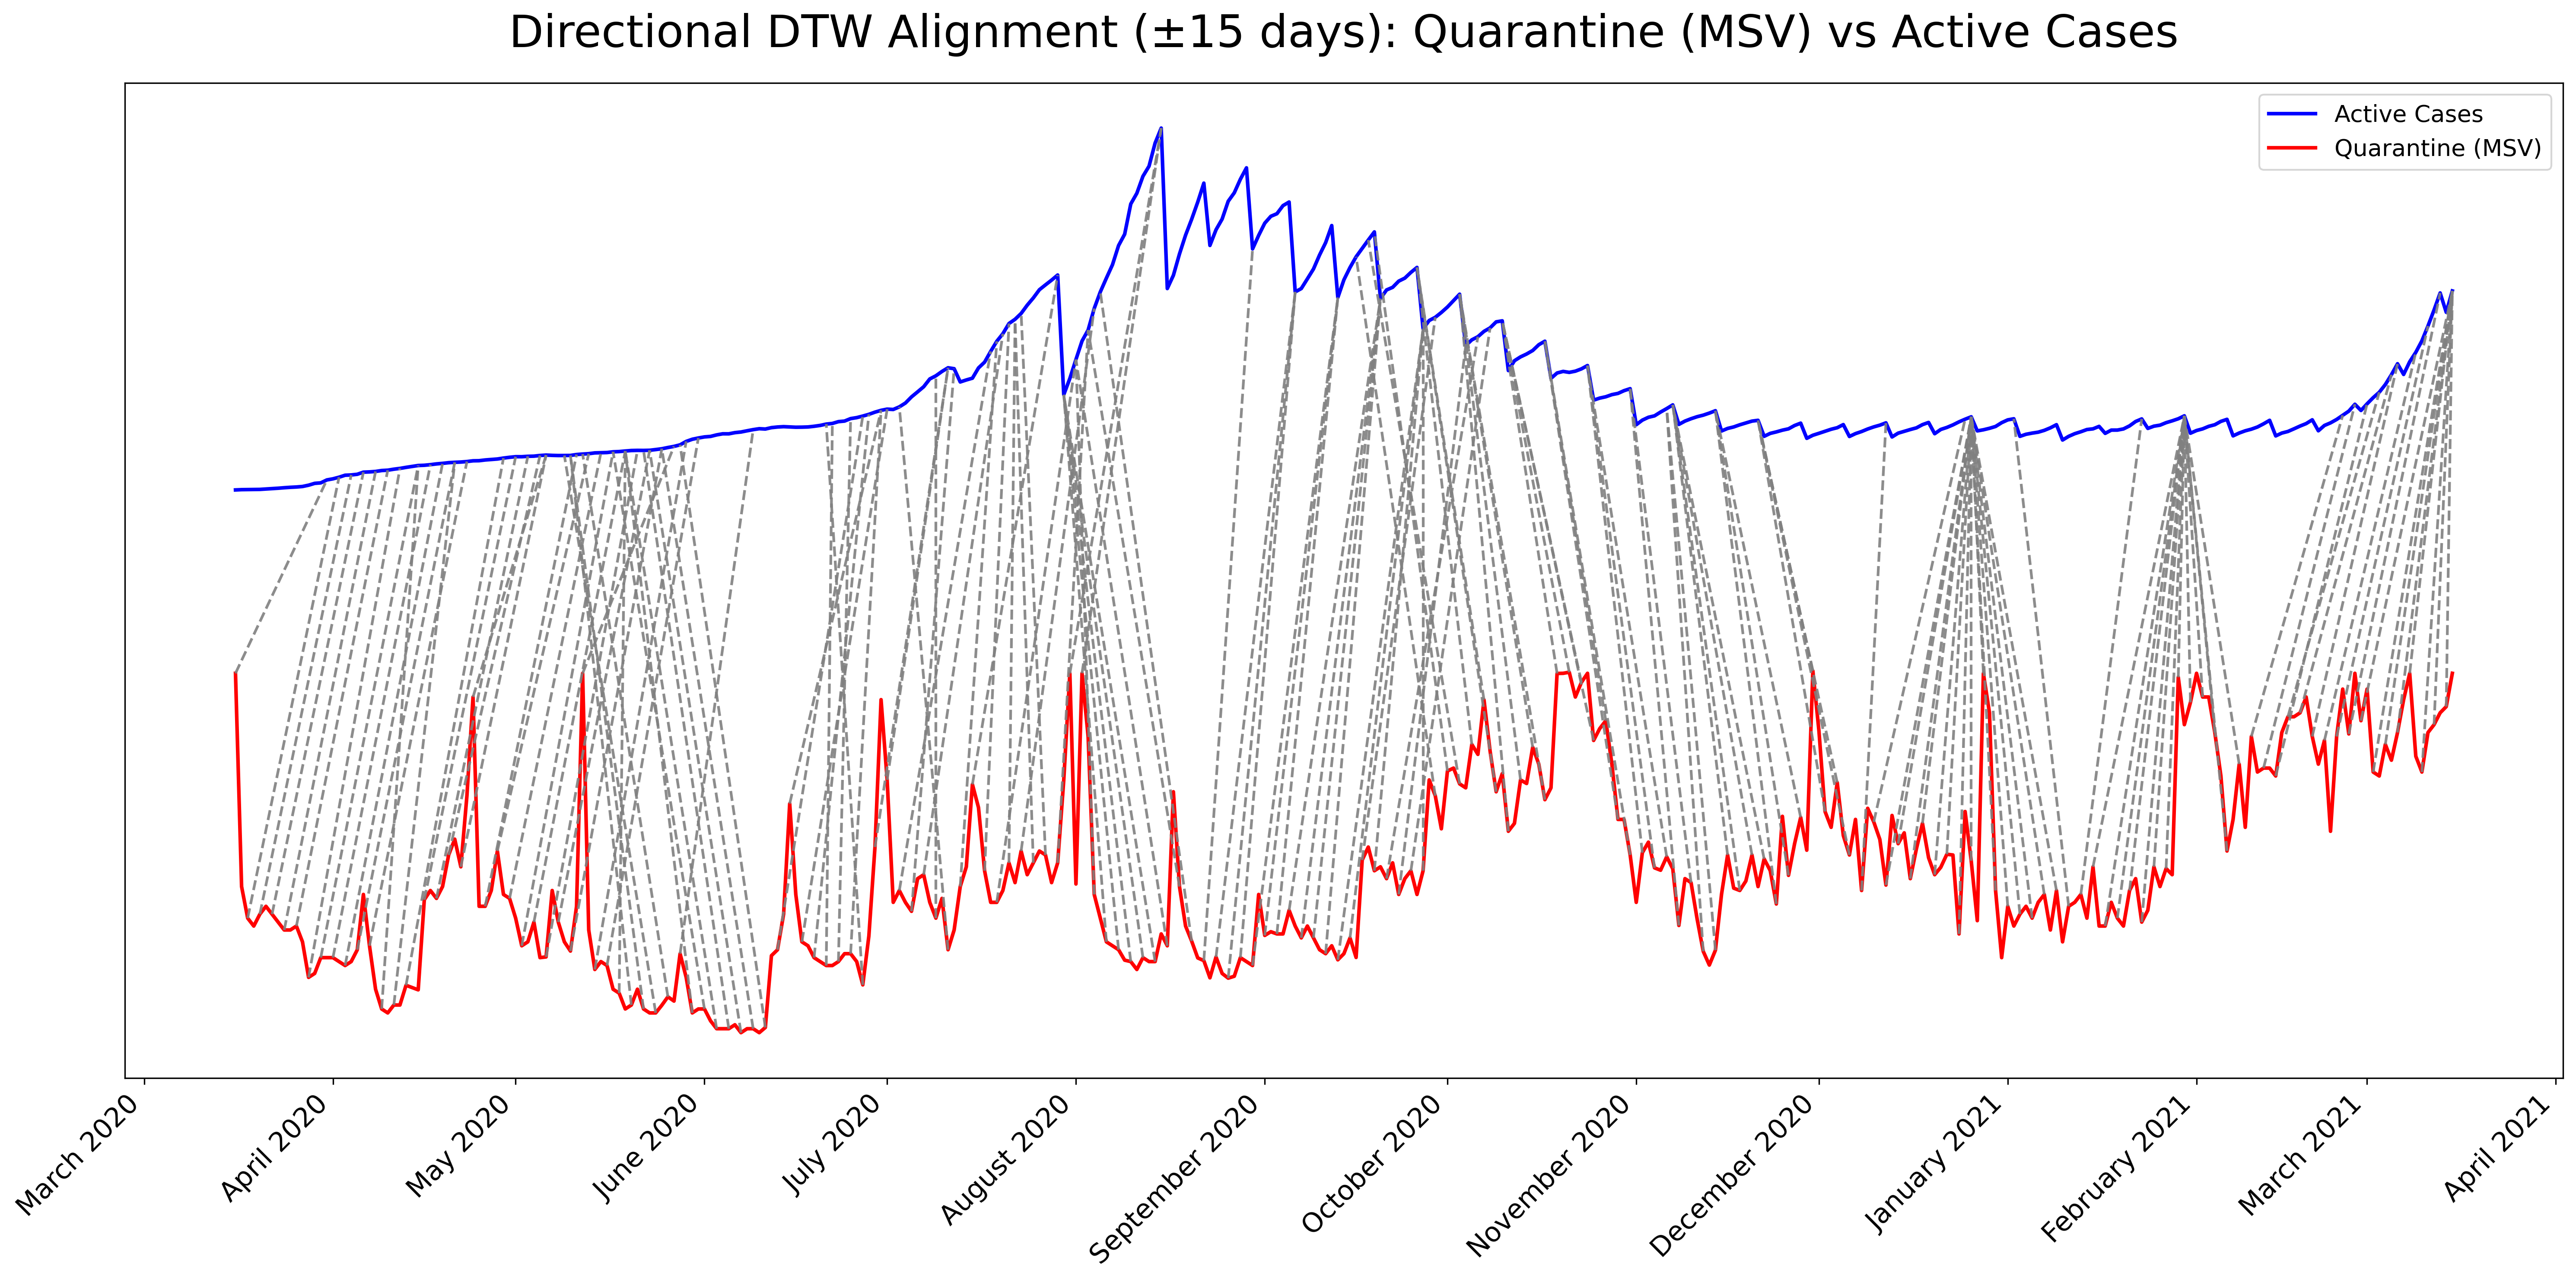 Directional DTW Alignment (±15 days): Quarantine (MSV) vs Active Cases
Active Cases
Quarantine (MSV)
March 2020
April 2020
May 2020
June 2020
July 2020
August 2020
September 2020
October 2020
November 2020
December 2020
January 2021
February 2021
March 2021
April 2021